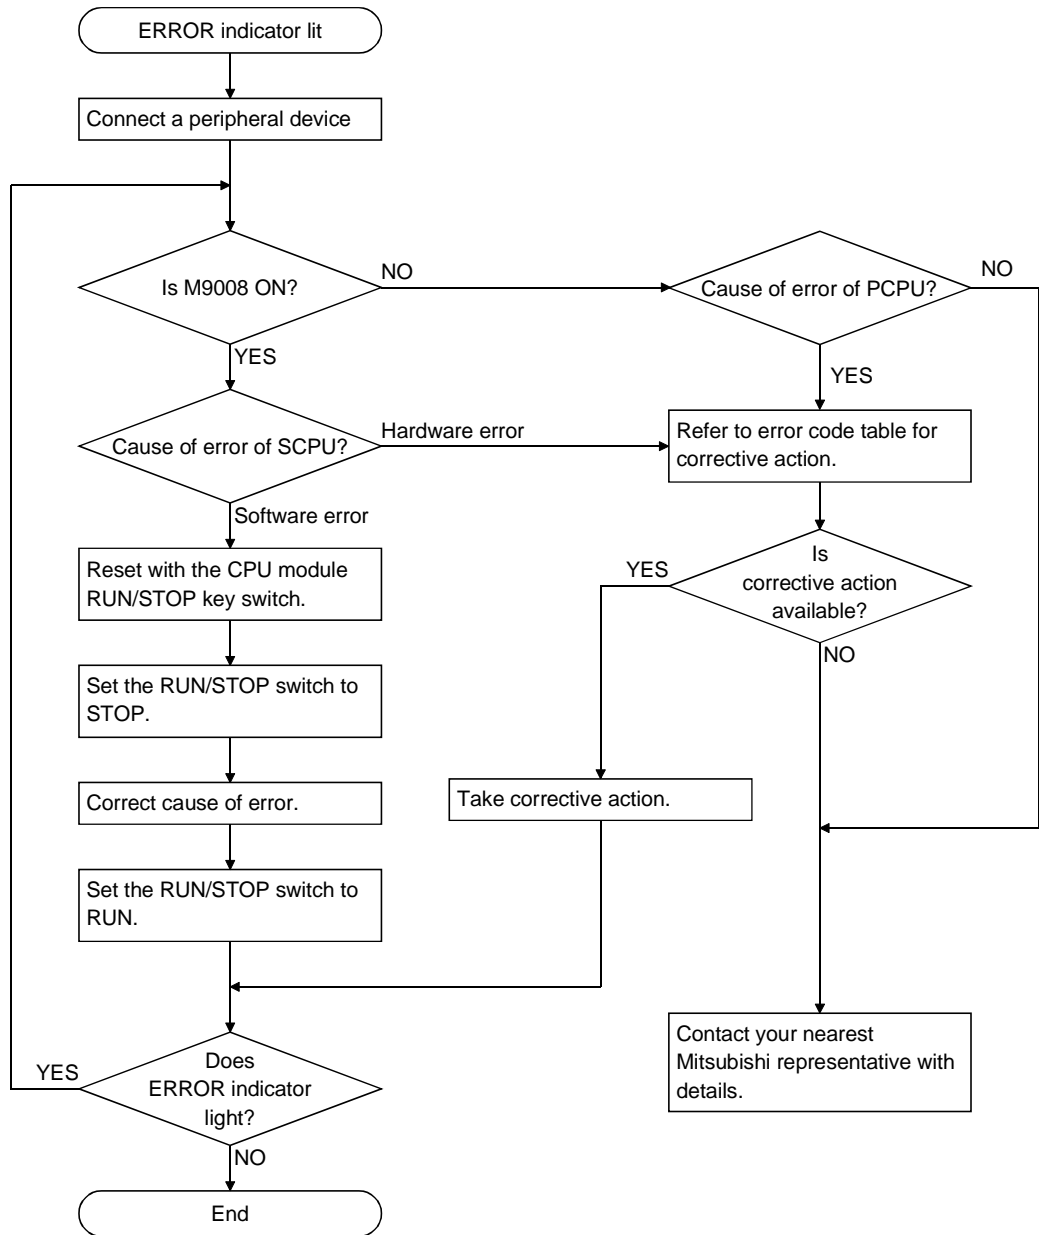 ERROR indicator lit
Connect a peripheral device
Is M9008 ON?
NO
Cause of error of PCPU?
NO
YES
YES
Cause of error of SCPU?
Hardware error
Refer to error code table for
corrective action.
Software error
Reset with the CPU module
RUN/STOP key switch.
YES
Is
corrective action
available?
NO
Set the RUN/STOP switch to
STOP.
Correct cause of error.
Take corrective action.
Set the RUN/STOP switch to
RUN.
Contact your nearest
Mitsubishi representative with
details.
YES
Does
ERROR indicator
light?
NO
End